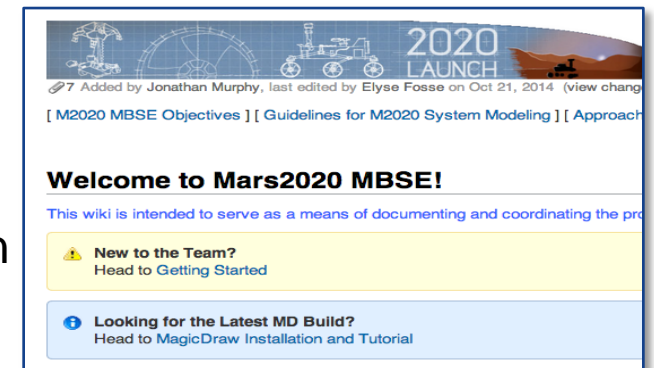 2020
LAUNCH
7 Added by Jonathan Murphy, last edited by Elyse Fosse on Oct 21, 2014 (view chang
[ M2020 MBSE Objectives ] [ Guidelines for M2020 System Modeling ] [ Approach
Welcome to Mars2020 MBSE!
This wiki is intended to serve as a means of documenting and coordinating the pro
n
New to the Team?
Head to Getting Started
Looking for the Latest MD Build?
Head to MagicDraw Installation and Tutorial